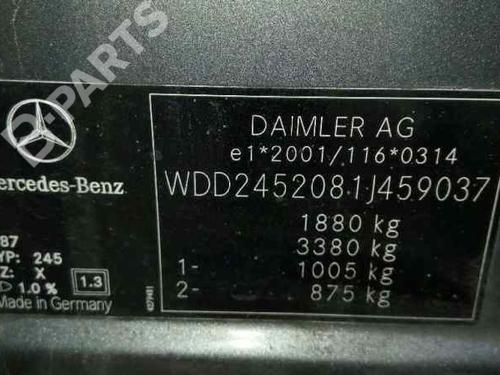 D-PARTS
Mercedes-Benz
DAIMLER AG
e1*2001/116*0314
WDD2452081J459037
1880 kg
3380 kg
1- 1005 kg
2- 875 kg
87
YP: 245
Z: X
D 1.0 %
1.3
Made in Germany